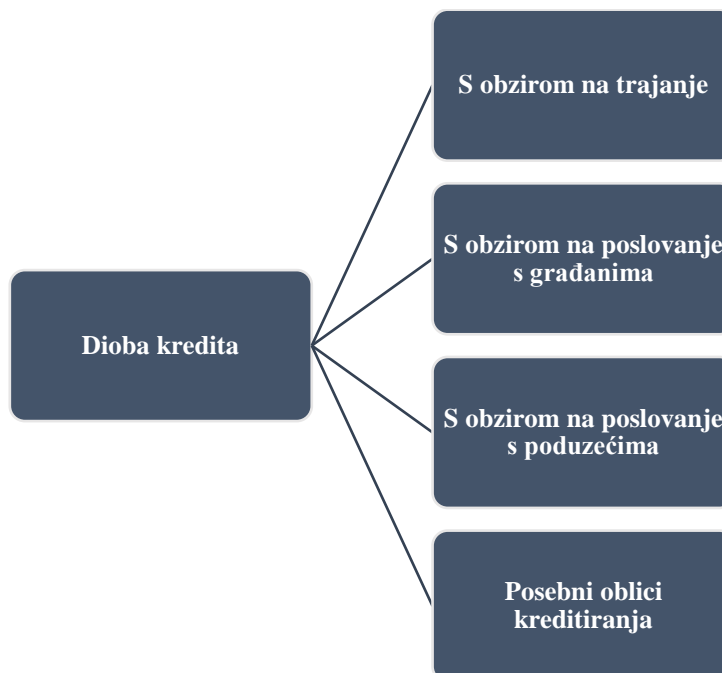 S obzirom na trajanje
S obzirom na poslovanje
s građanima
Dioba kredita
S obzirom na poslovanje
s poduzećima
Posebni oblici
kreditiranja